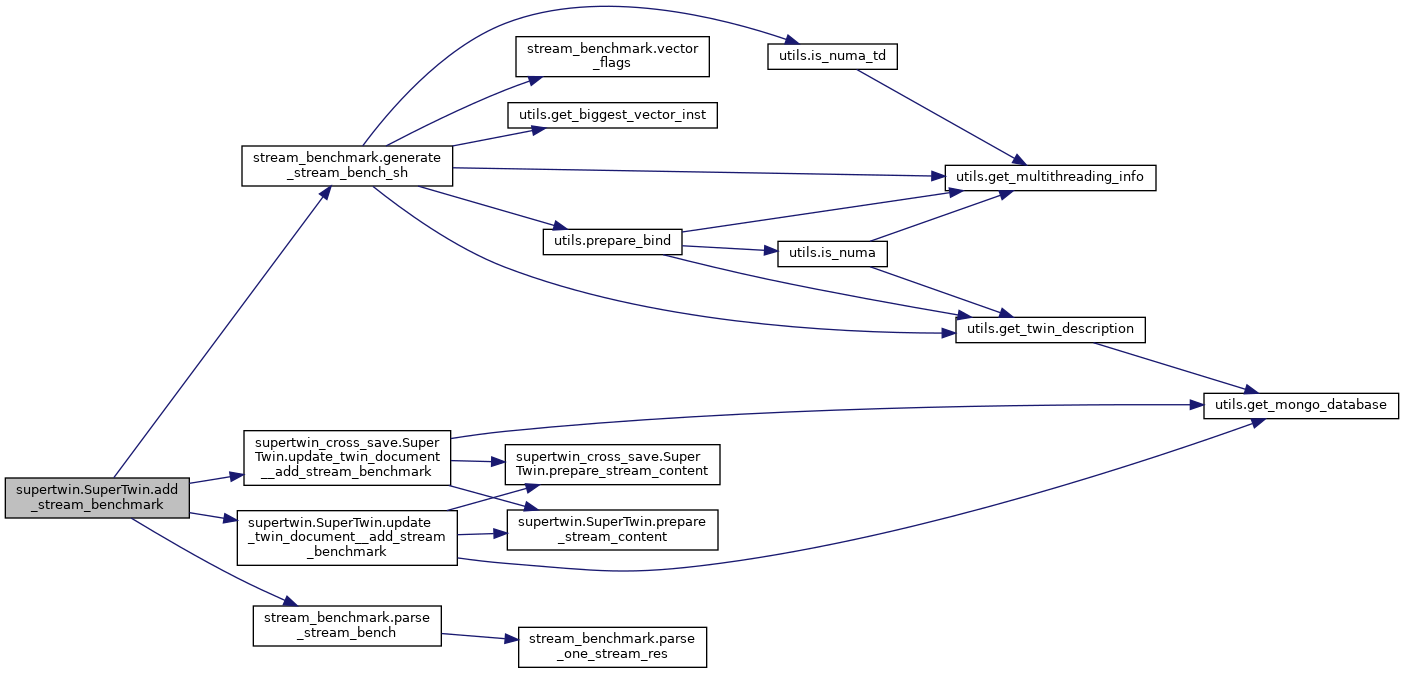 stream_benchmark.vector
_flags
utils.is_numa_td
utils.get_biggest_vector_inst
stream_benchmark.generate
_stream_bench_sh
utils.get_multithreading_info
utils.prepare_bind
utils.is_numa
utils.get_twin_description
utils.get_mongo_database
supertwin_cross_save.Super
Twin.update_twin_document
__add_stream_benchmark
supertwin_cross_save.Super
Twin.prepare_stream_content
supertwin.SuperTwin.add
_stream_benchmark
supertwin.SuperTwin.update
_twin_document__add_stream
_benchmark
supertwin.SuperTwin.prepare
_stream_content
stream_benchmark.parse
_stream_bench
stream_benchmark.parse
_one_stream_res